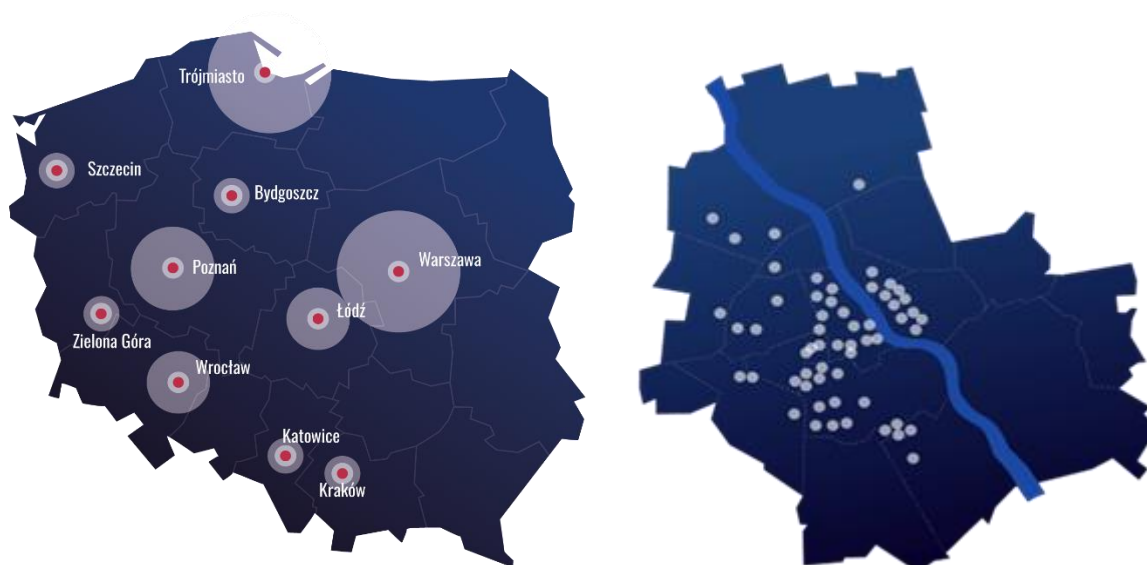 Trójmiasto
Szczecin
Bydgoszcz
Warszawa
Poznań
Łódź
Zielona Góra
Wrocław
Katowice
Kraków